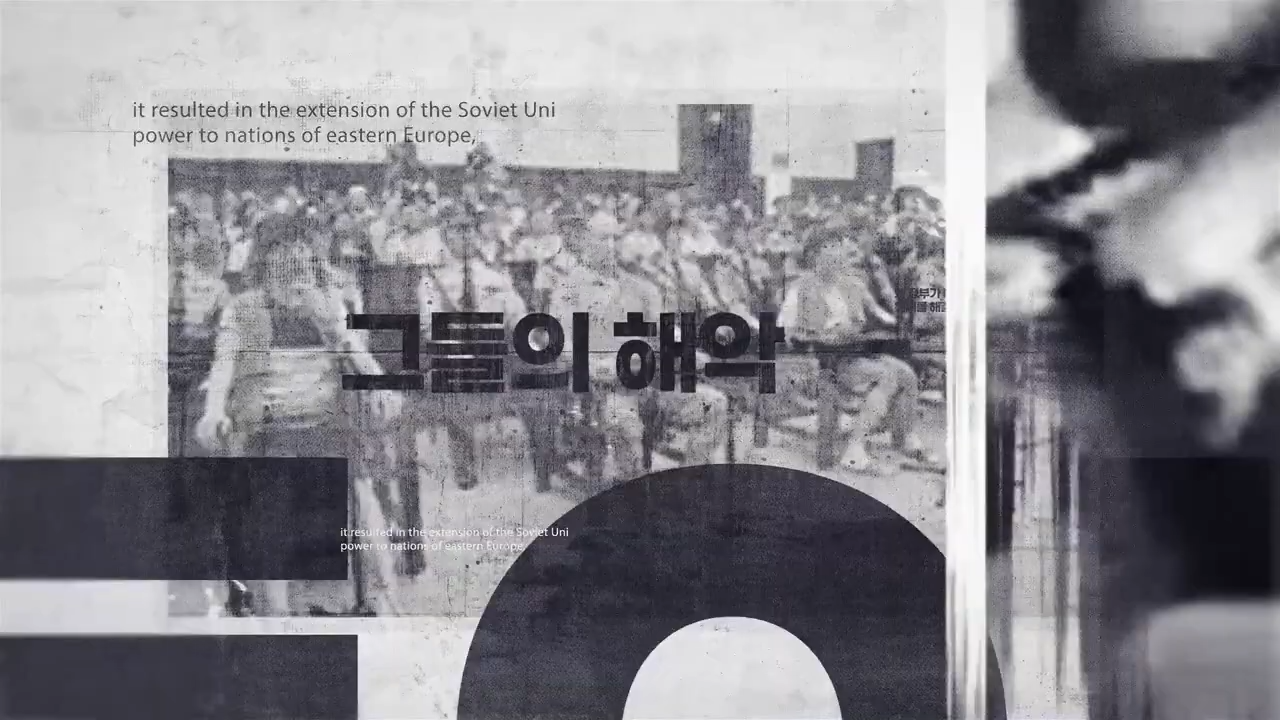 it resulted in the extension of the Soviet Uni
power to nations of eastern Europe,
그들의 해악
it resulted in the extension of the Soviet Uni
power to nations of eastern Europe,